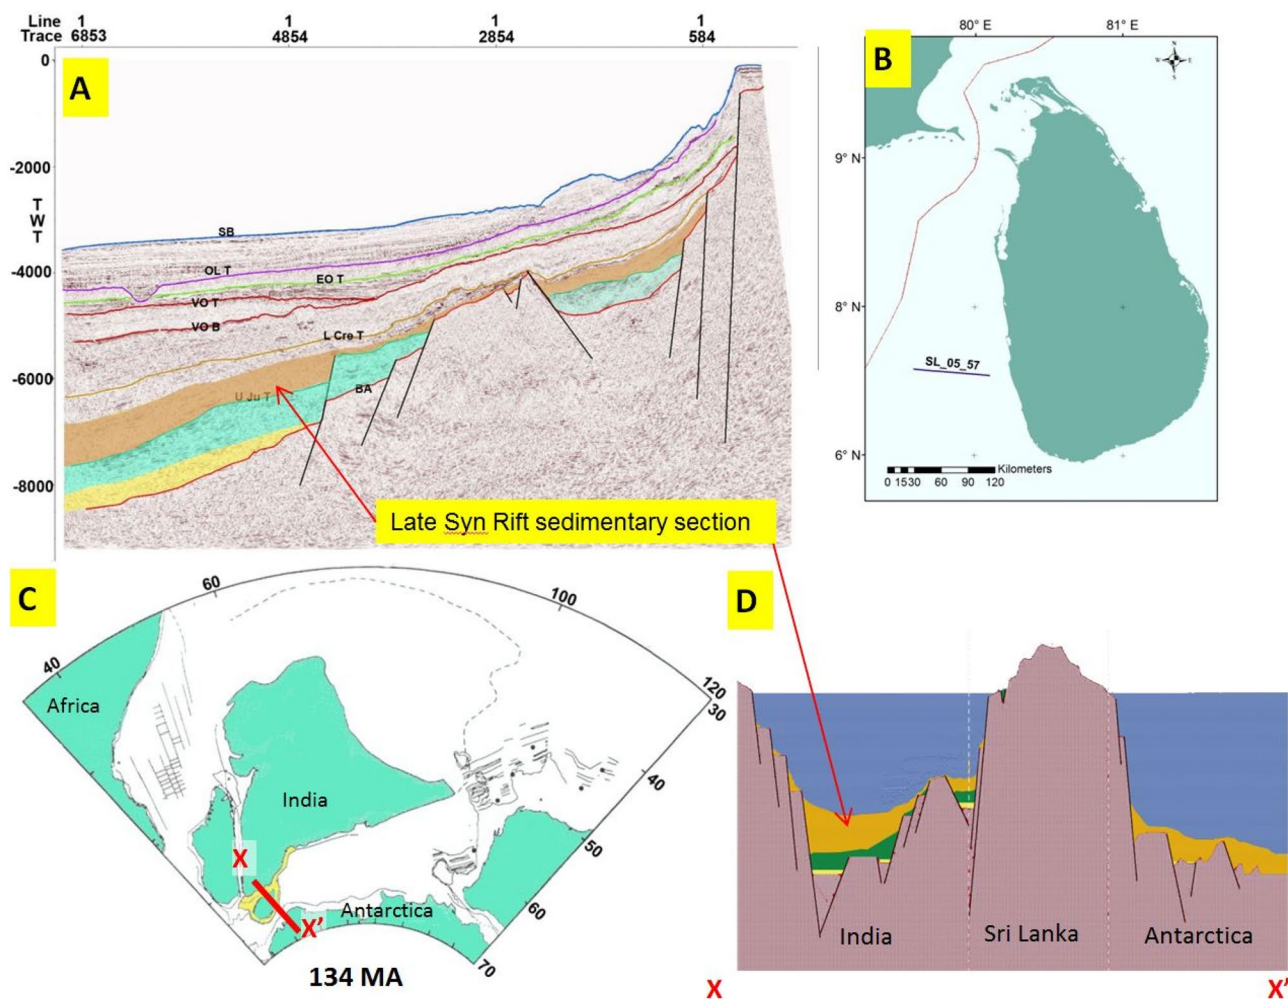 Line 1 1 1 1
Trace 6853 4854 2854 584
A
0
-2000
T
W
T
-4000
-6000
-8000
SB
OL T
EO T
VO T
VO B
L Cre T
U Ju T
BA
Late Syn Rift sedimentary section
B
80° E 81° E
N
W E
S
9° N
8° N
7° N
6° N
SL_05_57
Kilometers
0 15 30 60 90 120
C
40 60 100 120
30
40
50
60
70
Africa
India
Antarctica
X
X'
134 MA
D
India Sri Lanka Antarctica
X X'